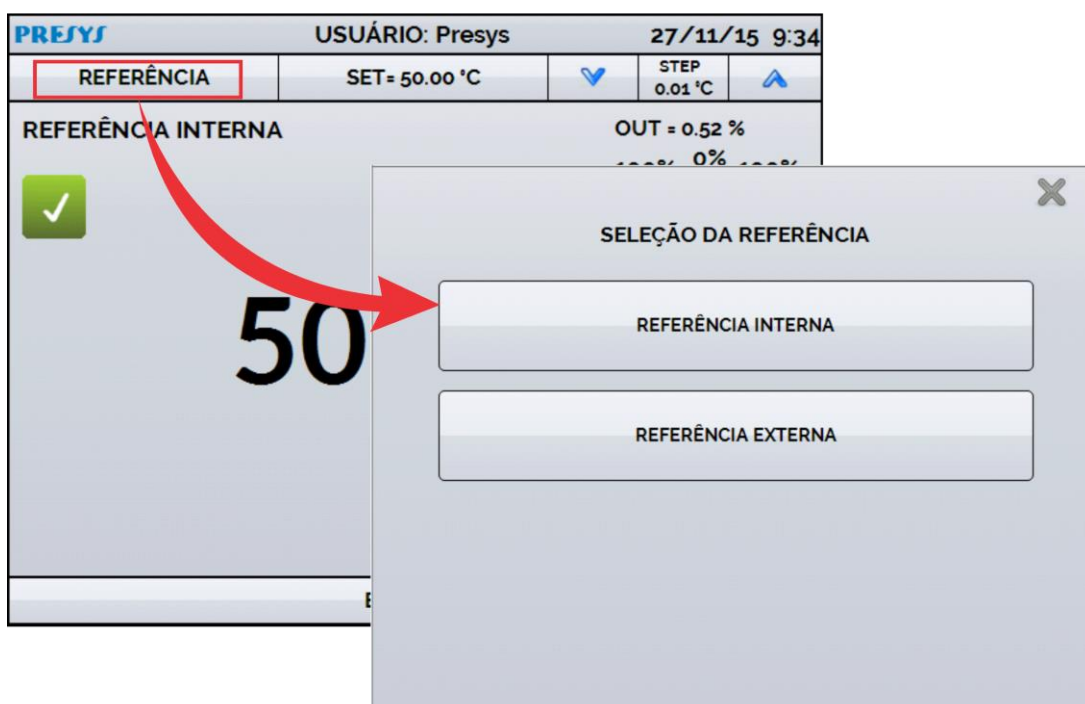 PRESYS
USUÁRIO: Presys
27/11/15 9:34
REFERÊNCIA
SET= 50.00 °C
STEP
0.01 °C
REFERÊNCIA INTERNA
OUT = 0.52 %
0%
50
SELEÇÃO DA REFERÊNCIA
REFERÊNCIA INTERNA
REFERÊNCIA EXTERNA